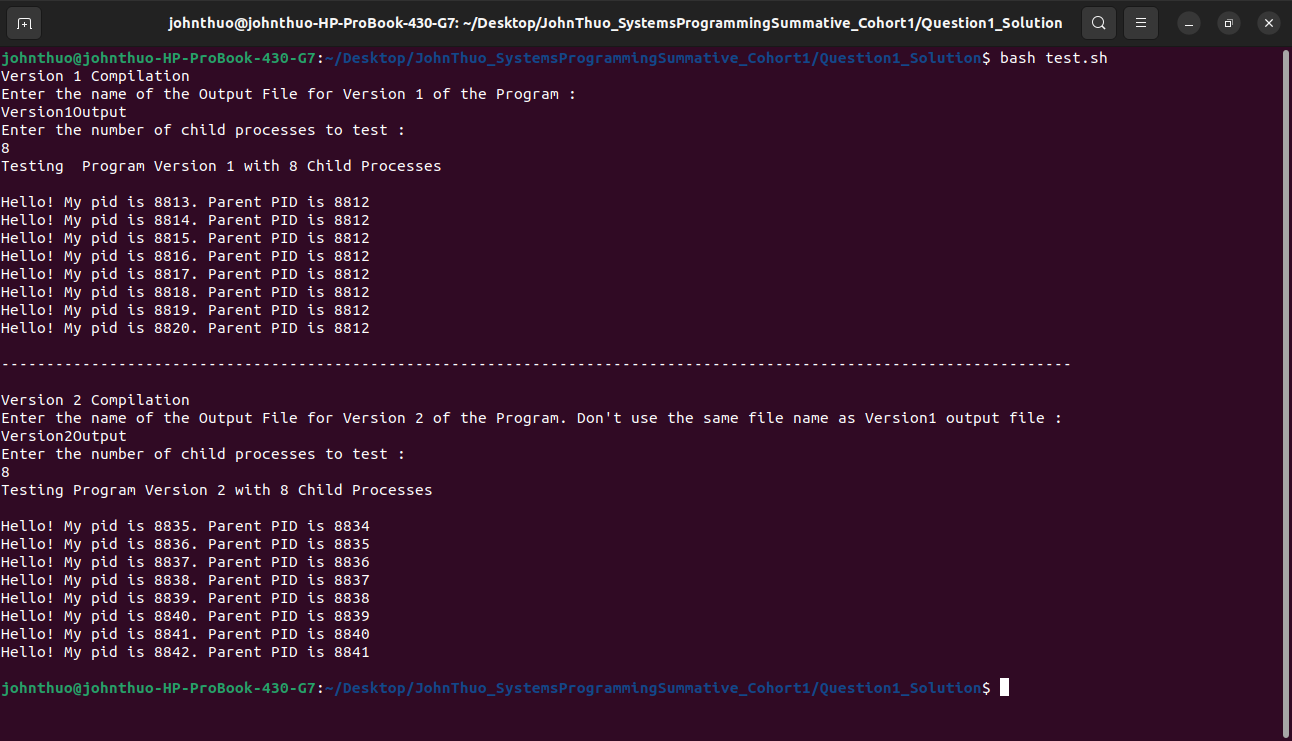 johnthuo@johnthuo-HP-ProBook-430-G7: ~/Desktop/JohnThuo_SystemsProgrammingSummative_Cohort1/Question1_Solution
johnthuo@johnthuo-HP-ProBook-430-G7:~/Desktop/JohnThuo_SystemsProgrammingSummative_Cohort1/Question1_Solution$ bash test.sh
Version 1 Compilation
Enter the name of the Output File for Version 1 of the Program :
Version1Output
Enter the number of child processes to test :
8
Testing  Program Version 1 with 8 Child Processes

Hello! My pid is 8813. Parent PID is 8812
Hello! My pid is 8814. Parent PID is 8812
Hello! My pid is 8815. Parent PID is 8812
Hello! My pid is 8816. Parent PID is 8812
Hello! My pid is 8817. Parent PID is 8812
Hello! My pid is 8818. Parent PID is 8812
Hello! My pid is 8819. Parent PID is 8812
Hello! My pid is 8820. Parent PID is 8812

-----------------------------------------------------------------------------------------------------------------------

Version 2 Compilation
Enter the name of the Output File for Version 2 of the Program. Don't use the same file name as Version1 output file :
Version2Output
Enter the number of child processes to test :
8
Testing Program Version 2 with 8 Child Processes

Hello! My pid is 8835. Parent PID is 8834
Hello! My pid is 8836. Parent PID is 8835
Hello! My pid is 8837. Parent PID is 8836
Hello! My pid is 8838. Parent PID is 8837
Hello! My pid is 8839. Parent PID is 8838
Hello! My pid is 8840. Parent PID is 8839
Hello! My pid is 8841. Parent PID is 8840
Hello! My pid is 8842. Parent PID is 8841

johnthuo@johnthuo-HP-ProBook-430-G7:~/Desktop/JohnThuo_SystemsProgrammingSummative_Cohort1/Question1_Solution$